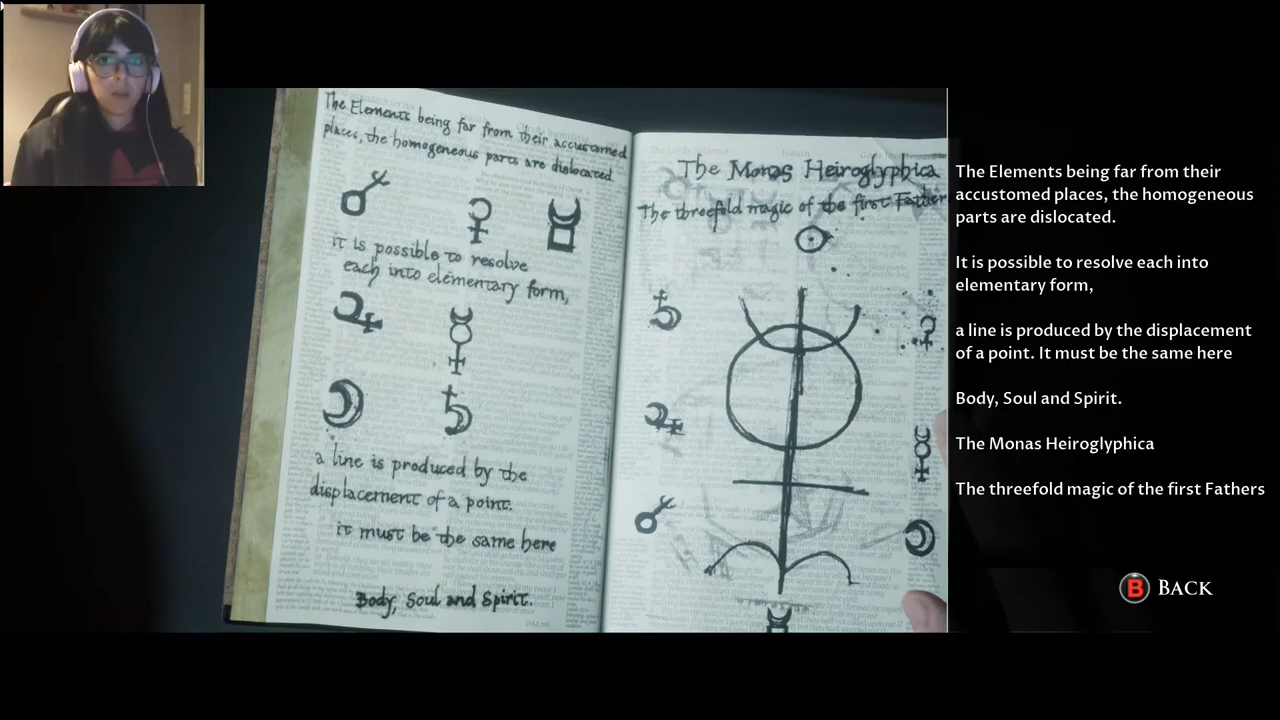 The Elements being far from their accustomed
places, the homogeneous parts are dislocated.
it is possible to resolve
each into elementary form,
a line is produced by the
displacement of a point.
it must be the same here
Body, Soul and Spirit.
The Monas Heiroglyphica
The threefold magic of the first Father
The Elements being far from their
accustomed places, the homogeneous
parts are dislocated.
It is possible to resolve each into
elementary form,
a line is produced by the displacement
of a point. It must be the same here
Body, Soul and Spirit.
The Monas Heiroglyphica
The threefold magic of the first Fathers
B BACK